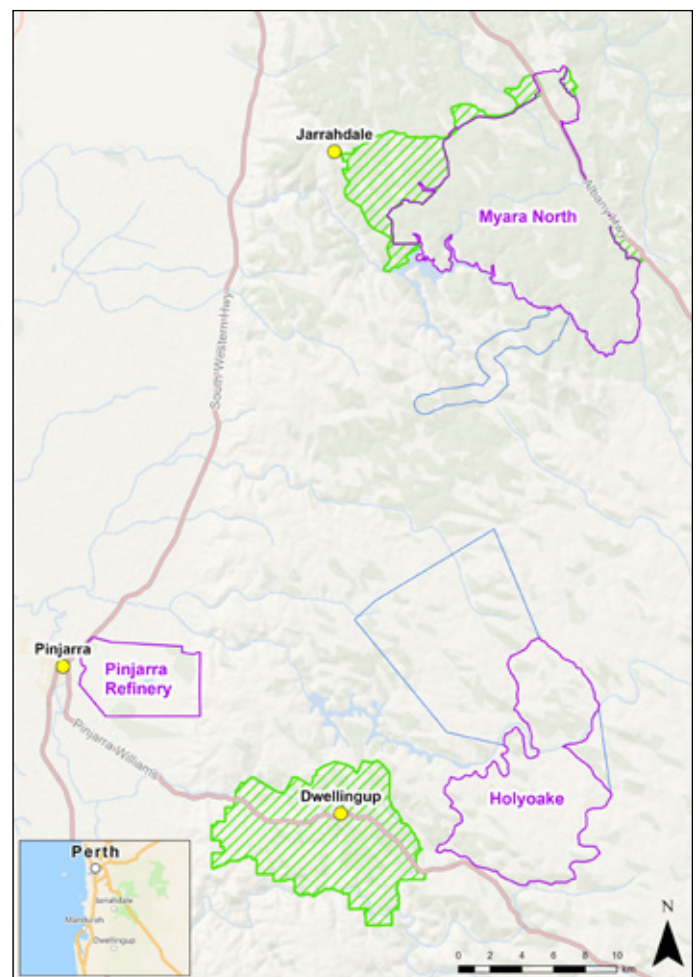 Jarrahdale
Myara North
Albany Hwy
South Western Hwy
Pinjarra
Pinjarra
Refinery
Pinjarra-Williams
Dwellingup
Holyoake
Perth
Jarrahdale
Mandurah
Dwellingup
N
0 2 4 6 8 10
km